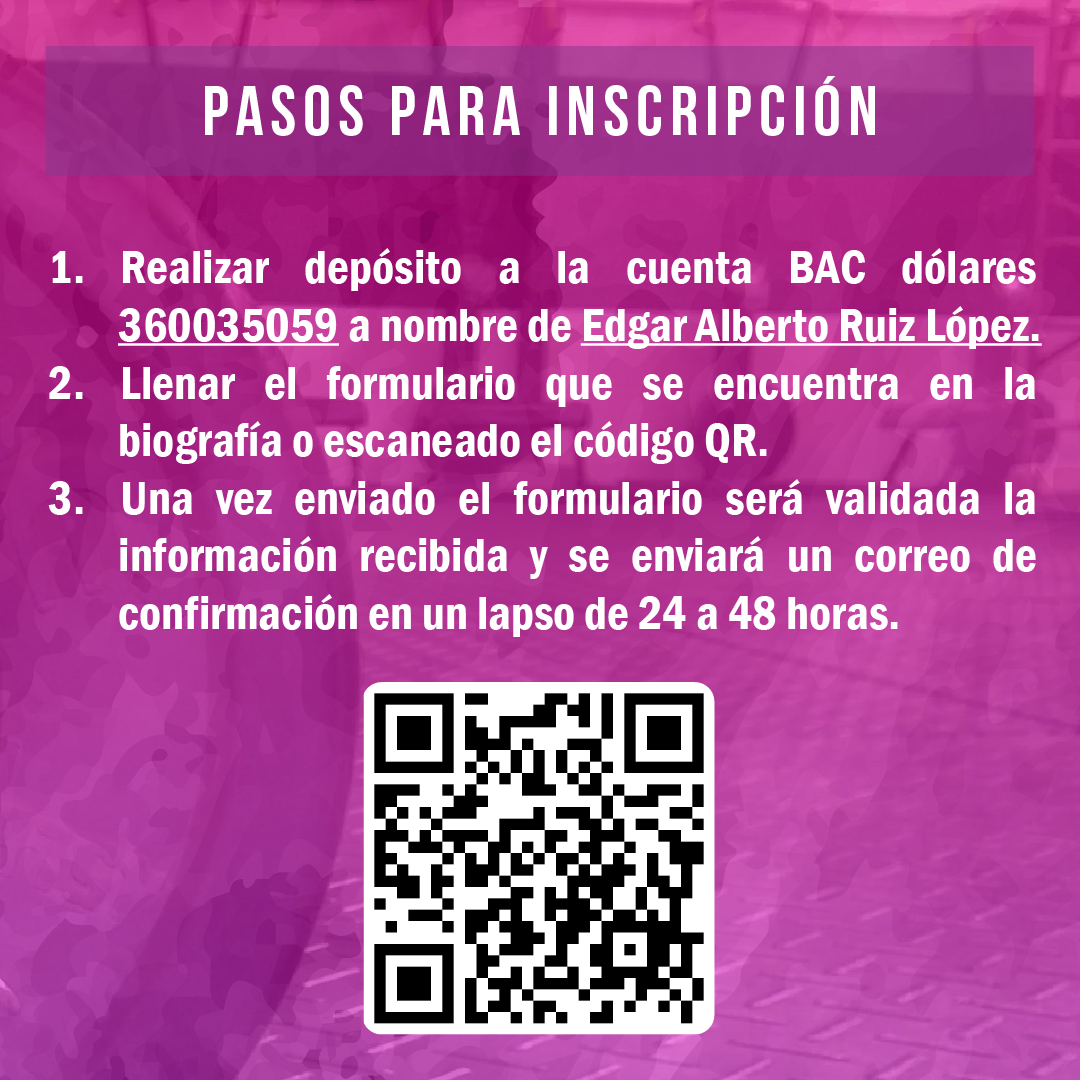 PASOS PARA INSCRIPCIÓN
1. Realizar depósito a la cuenta BAC dólares
360035059 a nombre de Edgar Alberto Ruiz López.
2. Llenar el formulario que se encuentra en la
biografía o escaneado el código QR.
3. Una vez enviado el formulario será validada la
información recibida y se enviará un correo de
confirmación en un lapso de 24 a 48 horas.